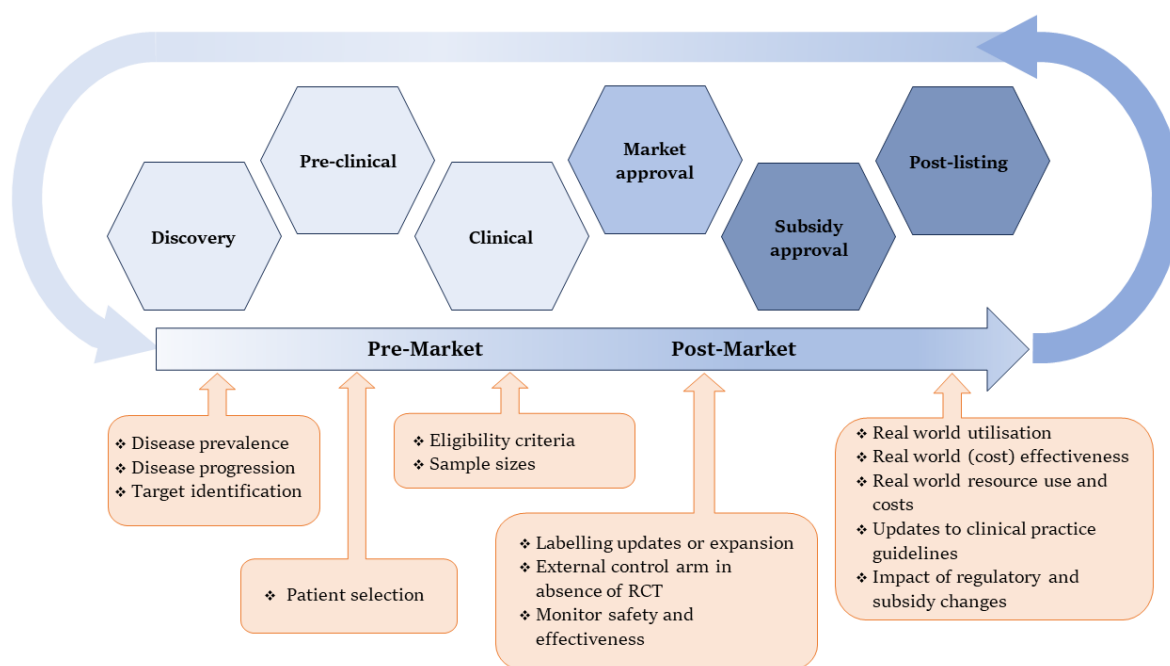 Discovery
Pre-clinical
Clinical
Market
approval
Subsidy
approval
Post-listing
Pre-Market
Post-Market
❖ Disease prevalence
❖ Disease progression
❖ Target identification
❖ Patient selection
❖ Eligibility criteria
❖ Sample sizes
❖ Labelling updates or expansion
❖ External control arm in
absence of RCT
❖ Monitor safety and
effectiveness
❖ Real world utilisation
❖ Real world (cost) effectiveness
❖ Real world resource use and
costs
❖ Updates to clinical practice
guidelines
❖ Impact of regulatory and
subsidy changes